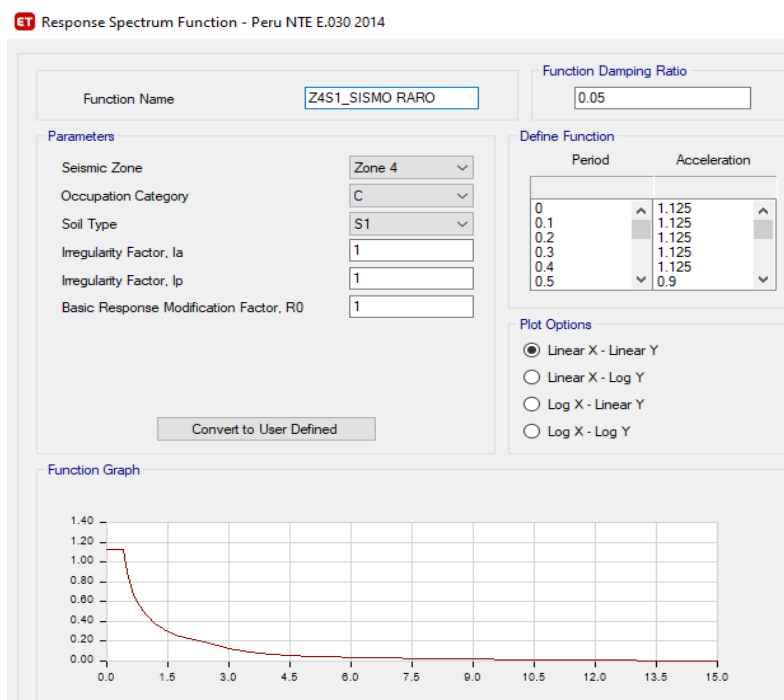 ET Response Spectrum Function - Peru NTE E.030 2014
Function Name
Z4S1_SISMO RARO
Function Damping Ratio
0.05
Parameters
Seismic Zone
Zone 4
Occupation Category
C
Soil Type
S1
Irregularity Factor, Ia
1
Irregularity Factor, Ip
1
Basic Response Modification Factor, R0
1
Convert to User Defined
Define Function
Period Acceleration
0 1.125
0.1 1.125
0.2 1.125
0.3 1.125
0.4 1.125
0.5 0.9
Plot Options
Linear X - Linear Y
Linear X - Log Y
Log X - Linear Y
Log X - Log Y
Function Graph
1.40
1.20
1.00
0.80
0.60
0.40
0.20
0.00
0.0 1.5 3.0 4.5 6.0 7.5 9.0 10.5 12.0 13.5 15.0